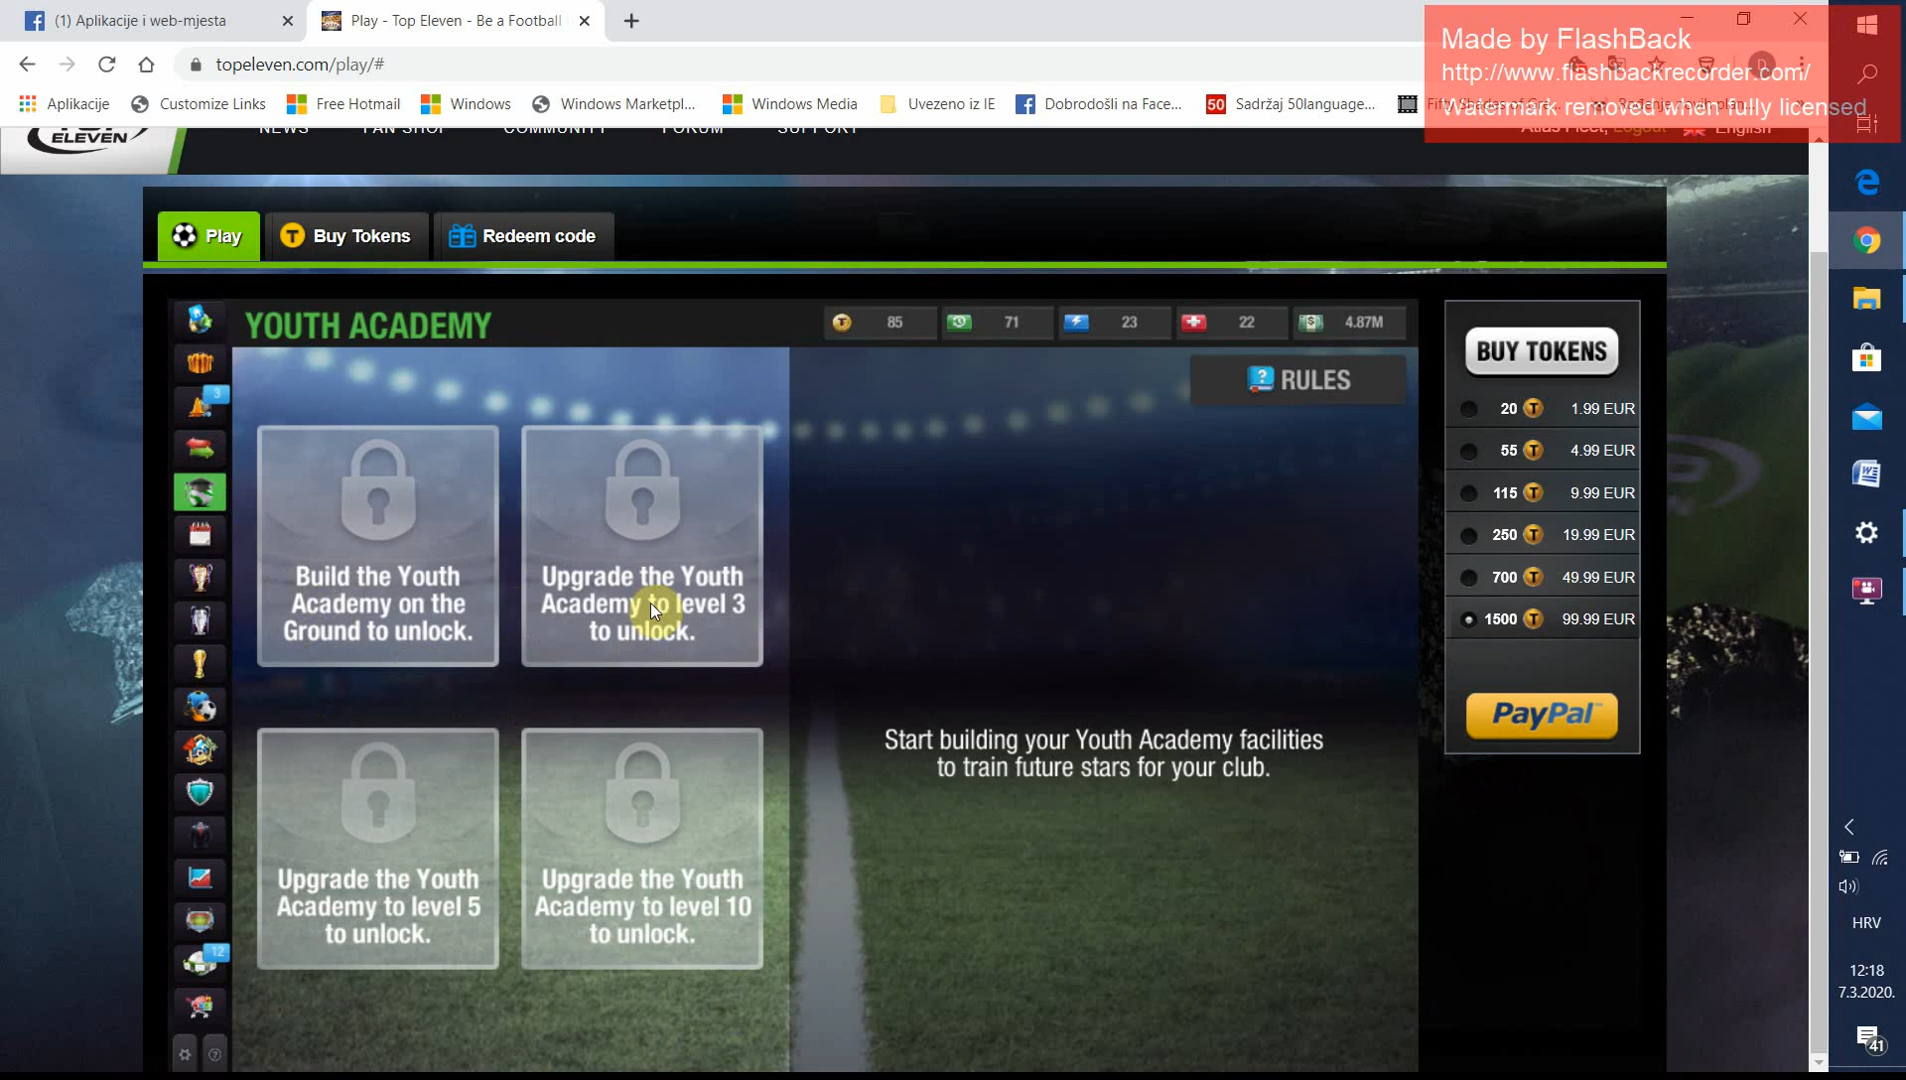 (1) Aplikacije i web-mjesta
Play - Top Eleven - Be a Football
Made by FlashBack
http://www.flashbackrecorder.com/
Watermark removed when fully licensed
topeleven.com/play/#
Aplikacije
Customize Links
Free Hotmail
Windows
Windows Marketpl...
Windows Media
Uvezeno iz IE
Dobrodošli na Face...
50
Sadržaj 50language...
ELEVEN
NEWS
FAN SHOP
COMMUNITY
FORUM
SUPPORT
Atlas Fleet, Logout
English
Play
T
Buy Tokens
Redeem code
YOUTH ACADEMY
T
85
71
23
22
4.87M
RULES
3
12
Build the Youth
Academy on the
Ground to unlock.
Upgrade the Youth
Academy to level 3
to unlock.
Upgrade the Youth
Academy to level 5
to unlock.
Upgrade the Youth
Academy to level 10
to unlock.
Start building your Youth Academy facilities
to train future stars for your club.
BUY TOKENS
20 T 1.99 EUR
55 T 4.99 EUR
115 T 9.99 EUR
250 T 19.99 EUR
700 T 49.99 EUR
1500 T 99.99 EUR
PayPal™
HRV
12:18
7.3.2020.
41